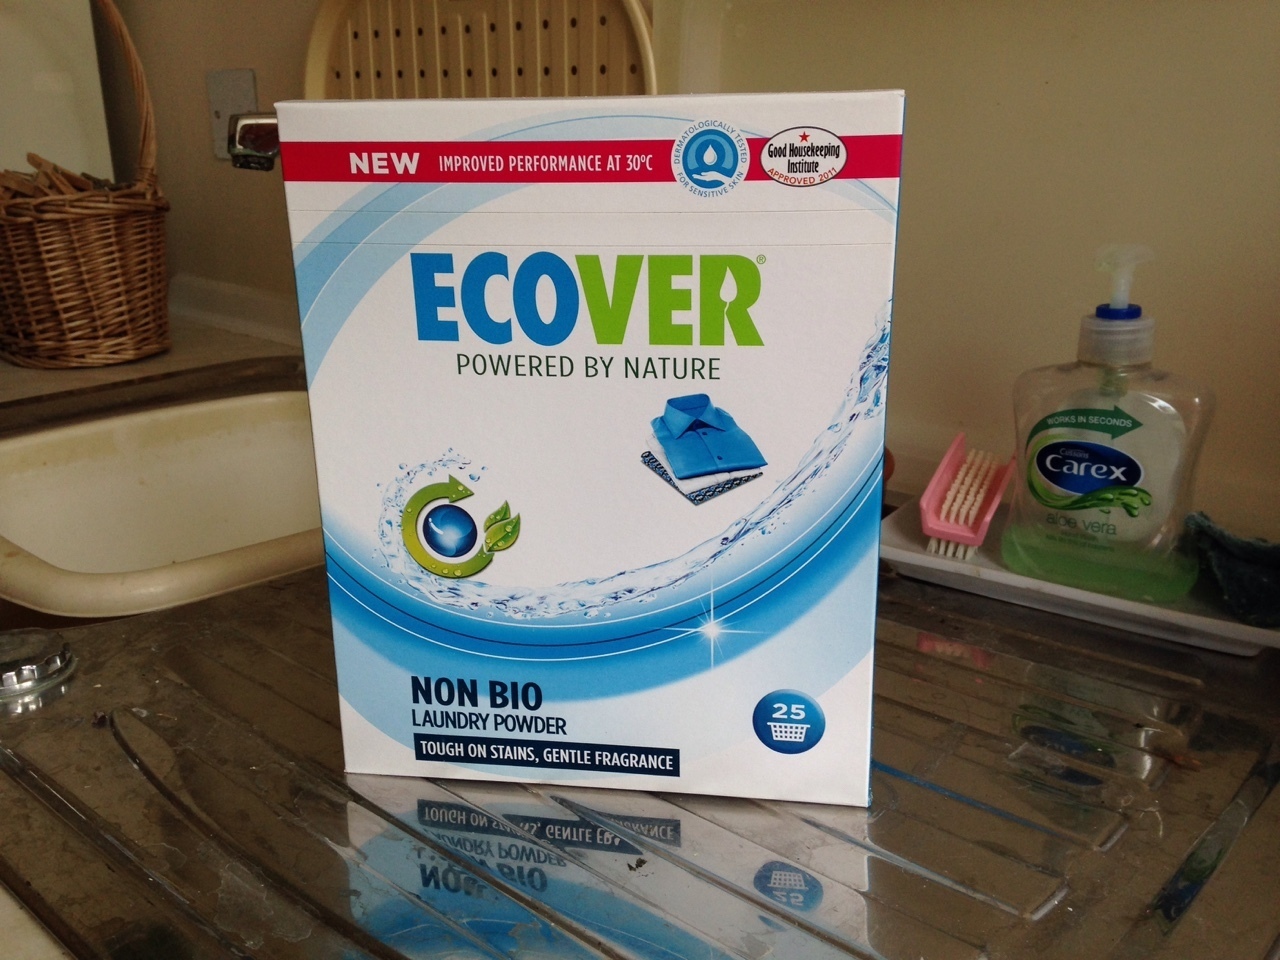 NEW IMPROVED PERFORMANCE AT 30°C
DERMATOLOGICALLY TESTED
FOR SENSITIVE SKIN
Good Housekeeping
Institute
APPROVED 2011
ECOVER®
POWERED BY NATURE
NON BIO
LAUNDRY POWDER
TOUGH ON STAINS, GENTLE FRAGRANCE
25
WORKS IN SECONDS
Cussons
Carex
aloe vera